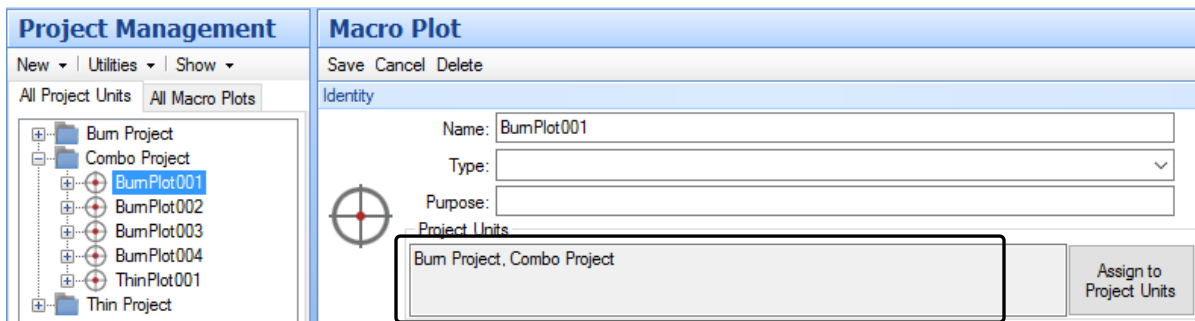 Project Management
New Utilities Show
All Project Units All Macro Plots
Burn Project
Combo Project
BurnPlot001
BurnPlot002
BurnPlot003
BurnPlot004
ThinPlot001
Thin Project
Macro Plot
Save Cancel Delete
Identity
Name: BurnPlot001
Type:
Purpose:
Project Units
Burn Project, Combo Project
Assign to
Project Units